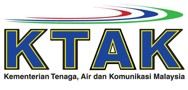 KTAK
Kementerian Tenaga, Air dan Komunikasi Malaysia